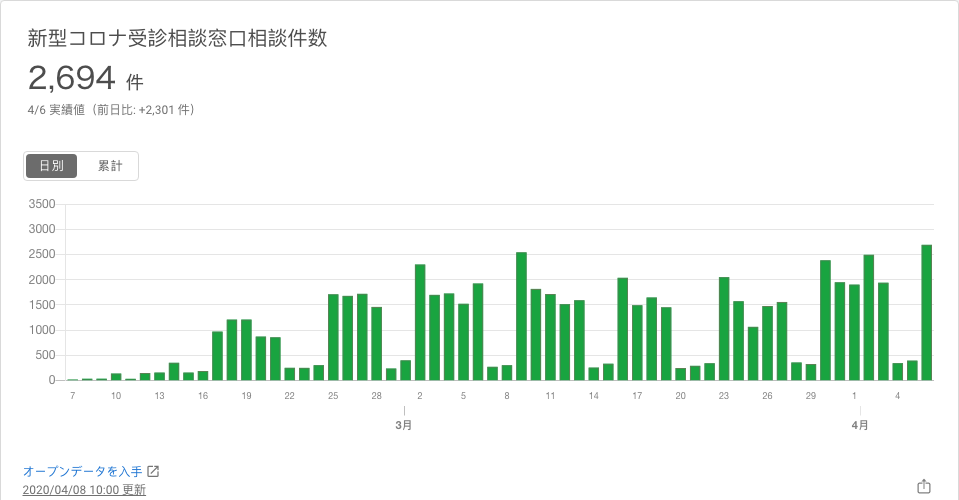 新型コロナ受診相談窓口相談件数
2,694 件
4/6 実績値（前日比: +2,301 件）
日別 累計
3500
3000
2500
2000
1500
1000
500
0
7 10 13 16 19 22 25 28 2 5 8 11 14 17 20 23 26 29 1 4
3月 4月
オープンデータを入手
2020/04/08 10:00 更新